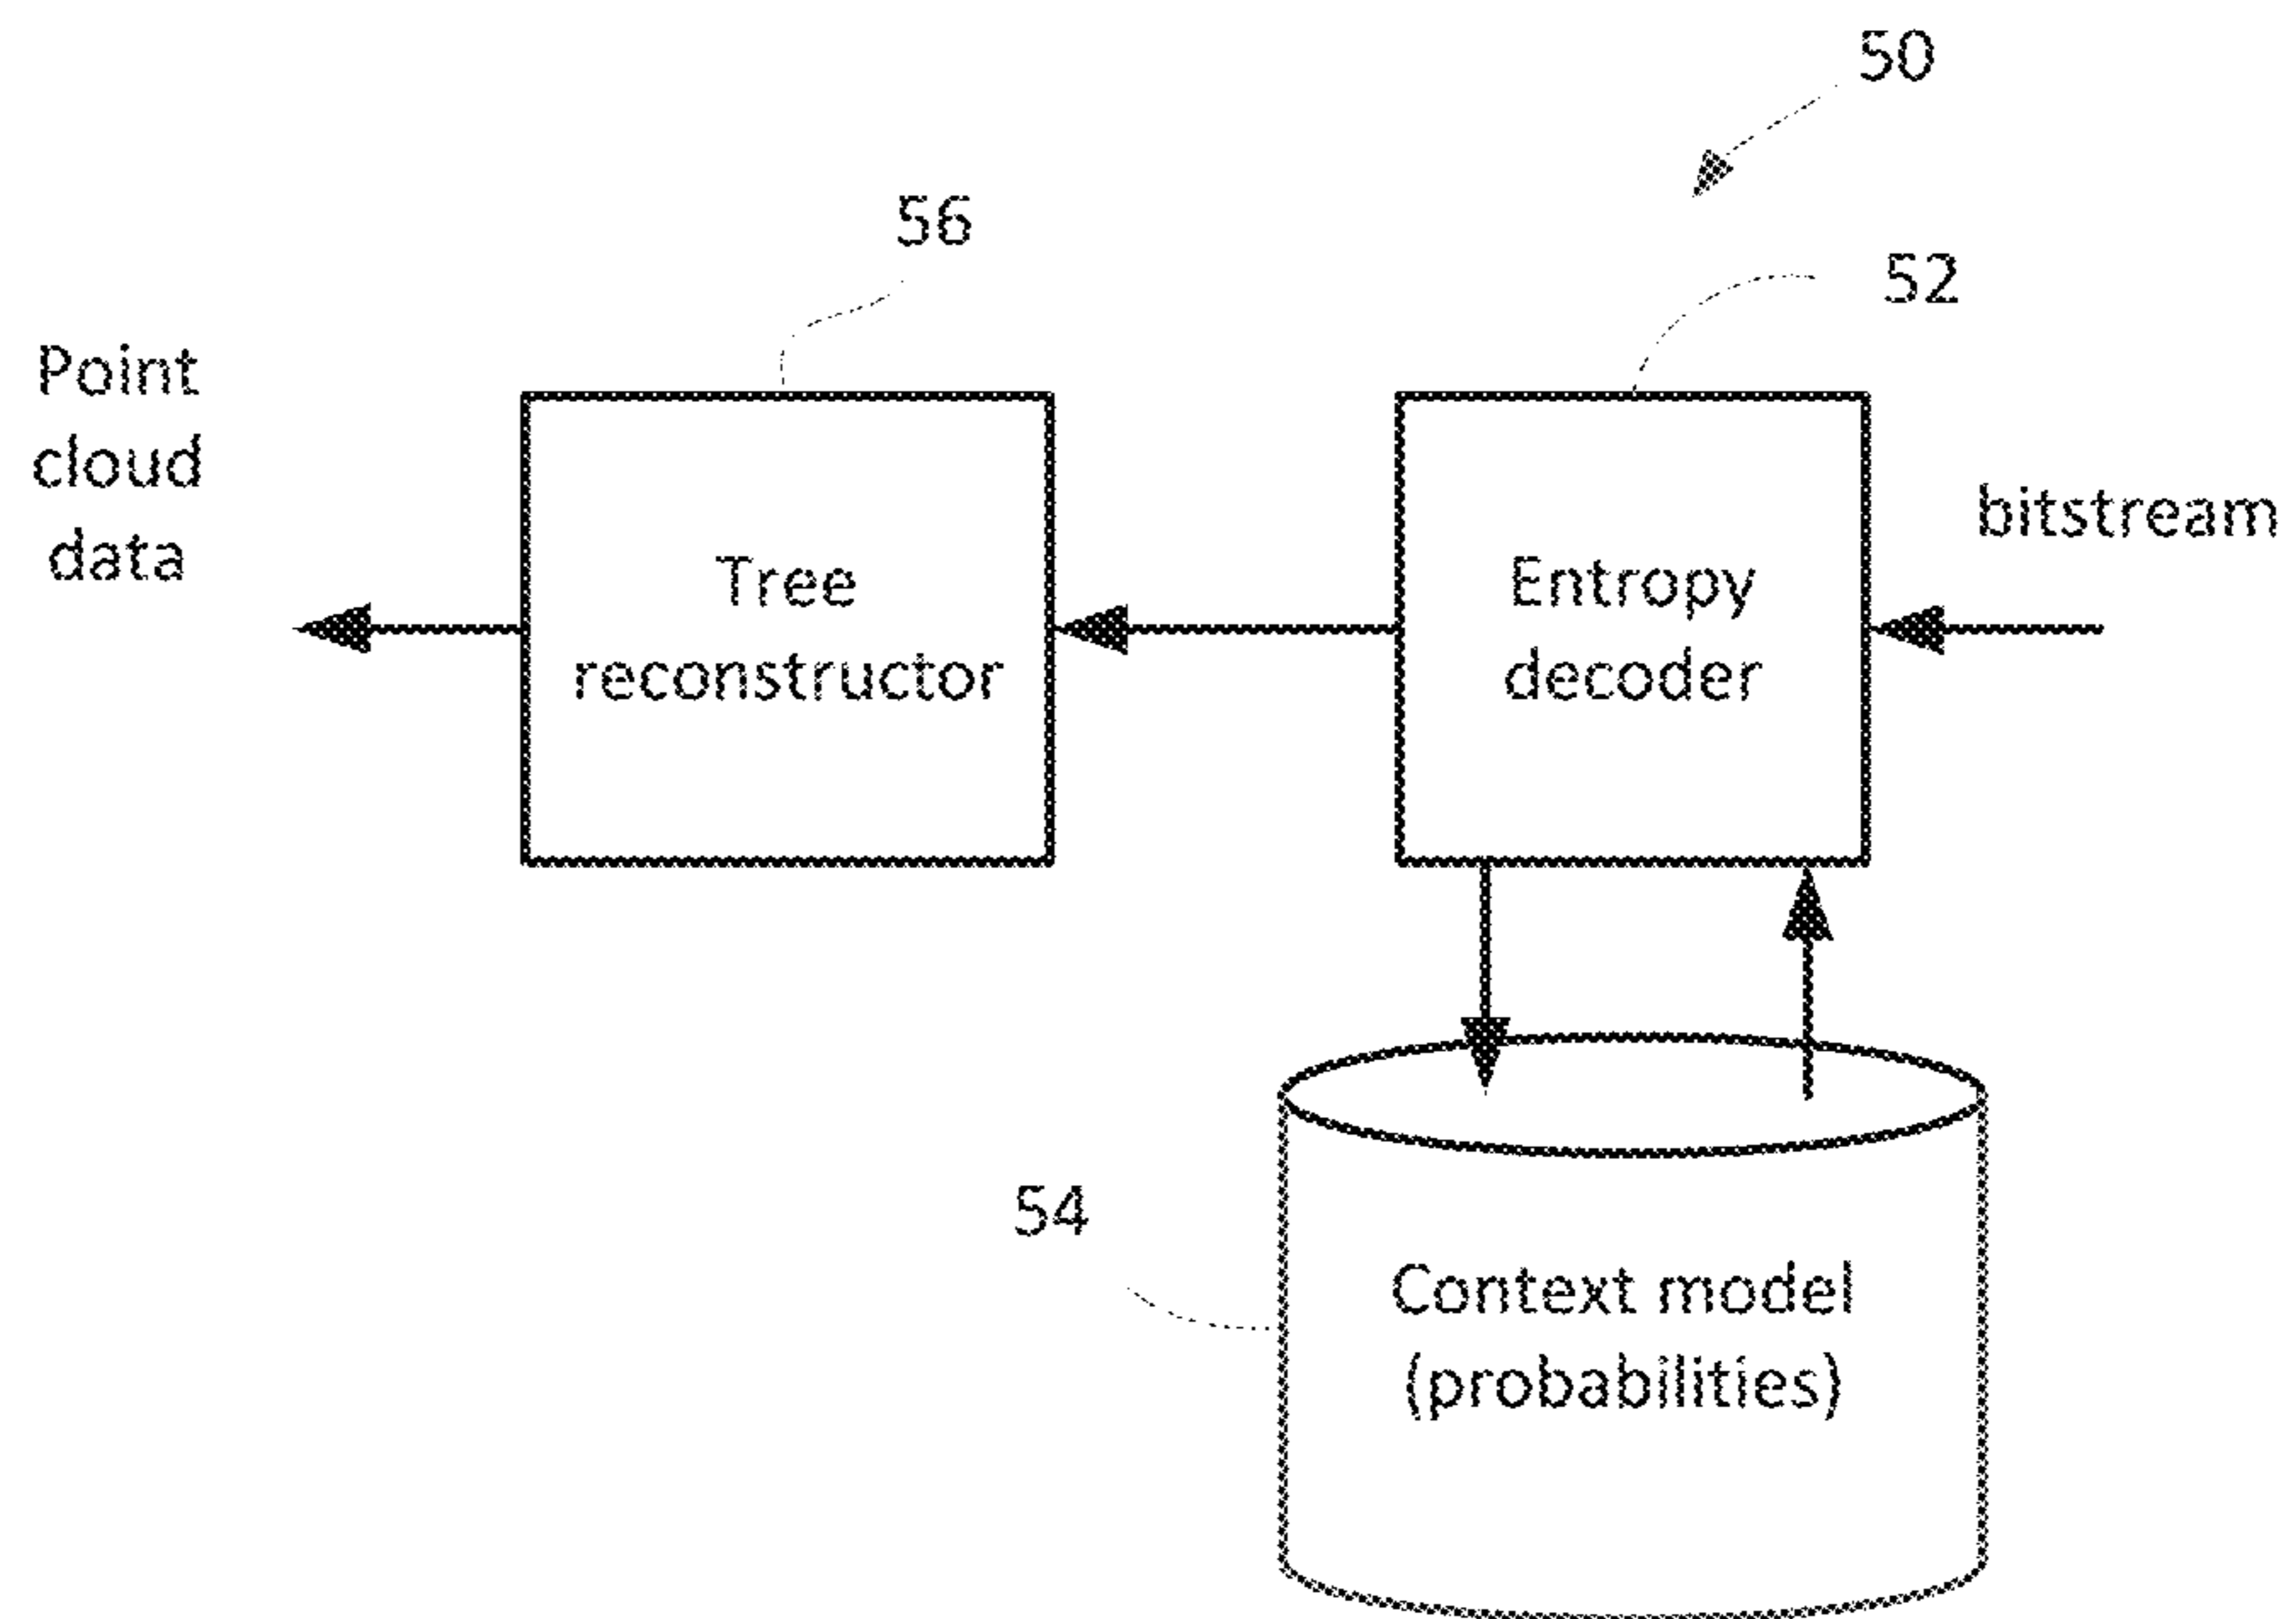 50
56
52
Point
cloud
data
bitstream
Tree
reconstructor
Entropy
decoder
54
Context model
(probabilities)